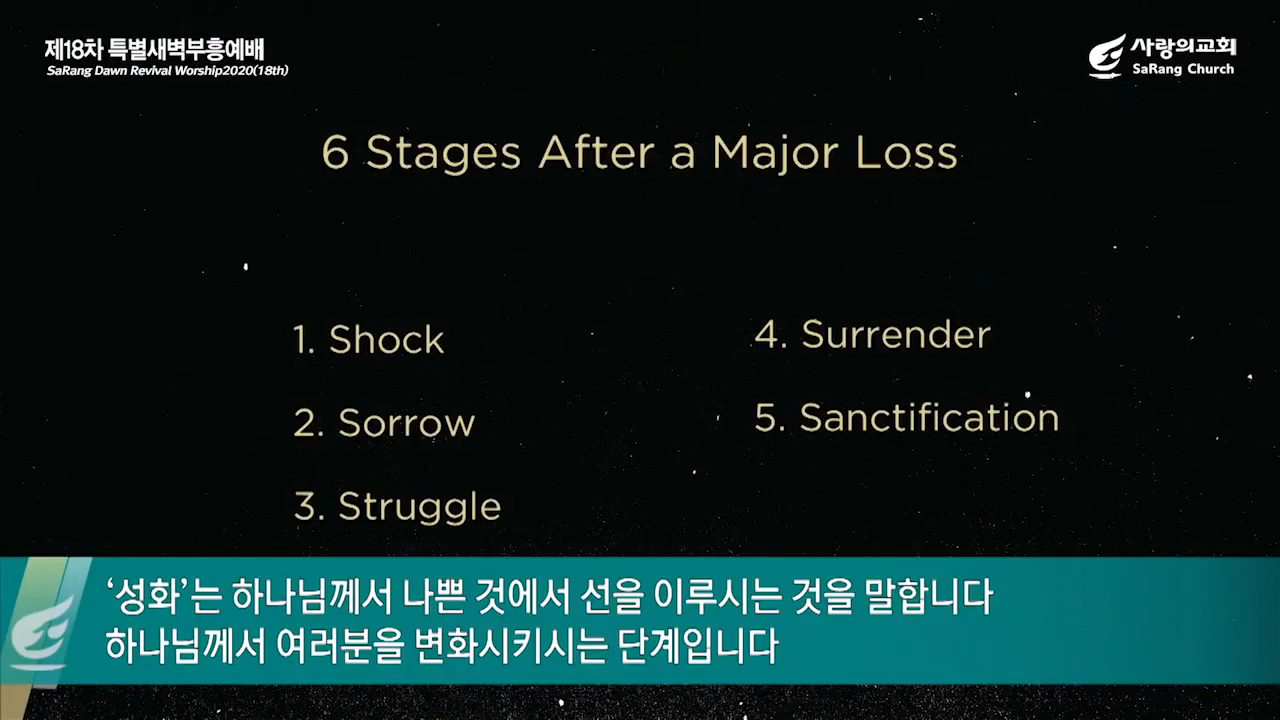 제18차 특별새벽부흥예배
SaRang Dawn Revival Worship2020(18th)
사랑의교회
SaRang Church
6 Stages After a Major Loss
1. Shock
2. Sorrow
3. Struggle
4. Surrender
5. Sanctification
‘성화’는 하나님께서 나쁜 것에서 선을 이루시는 것을 말합니다
하나님께서 여러분을 변화시키시는 단계입니다